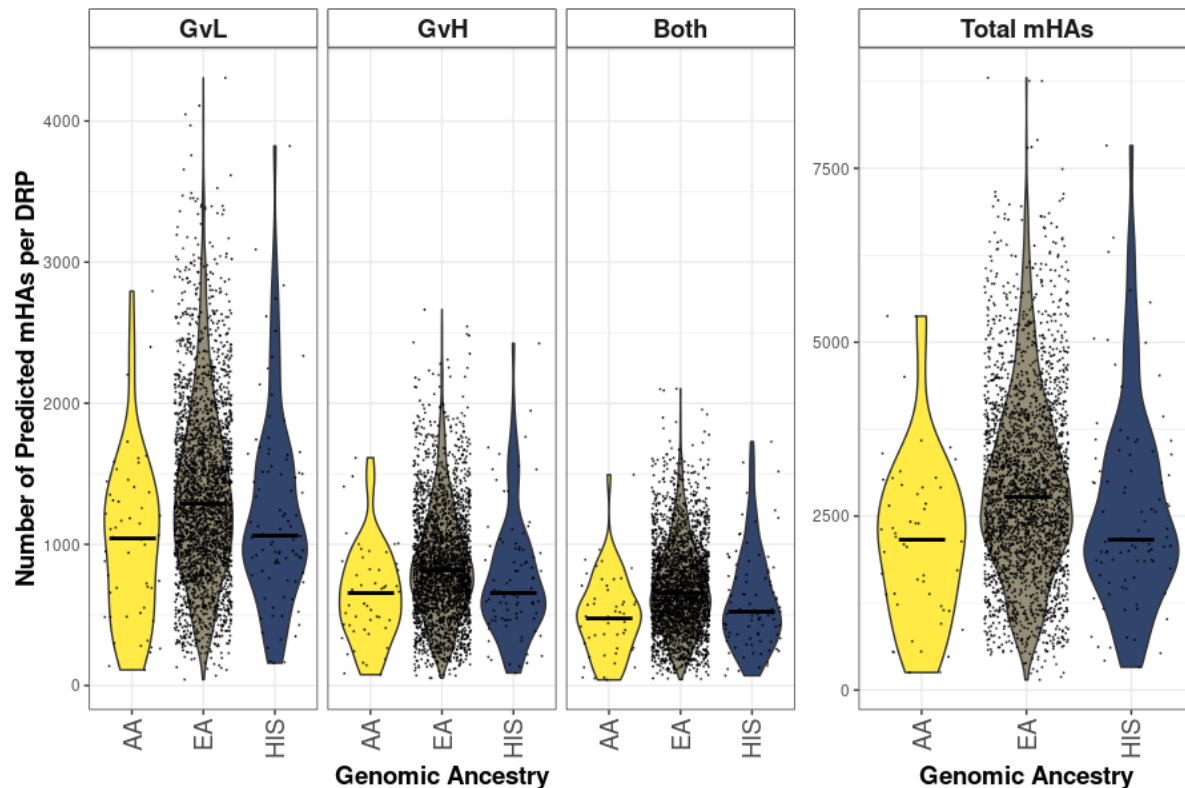 GvL GvH Both Total mHAs
Number of Predicted mHAs per DRP
4000
3000
2000
1000
0
7500
5000
2500
0
AA EA HIS AA EA HIS AA EA HIS AA EA HIS
Genomic Ancestry Genomic Ancestry